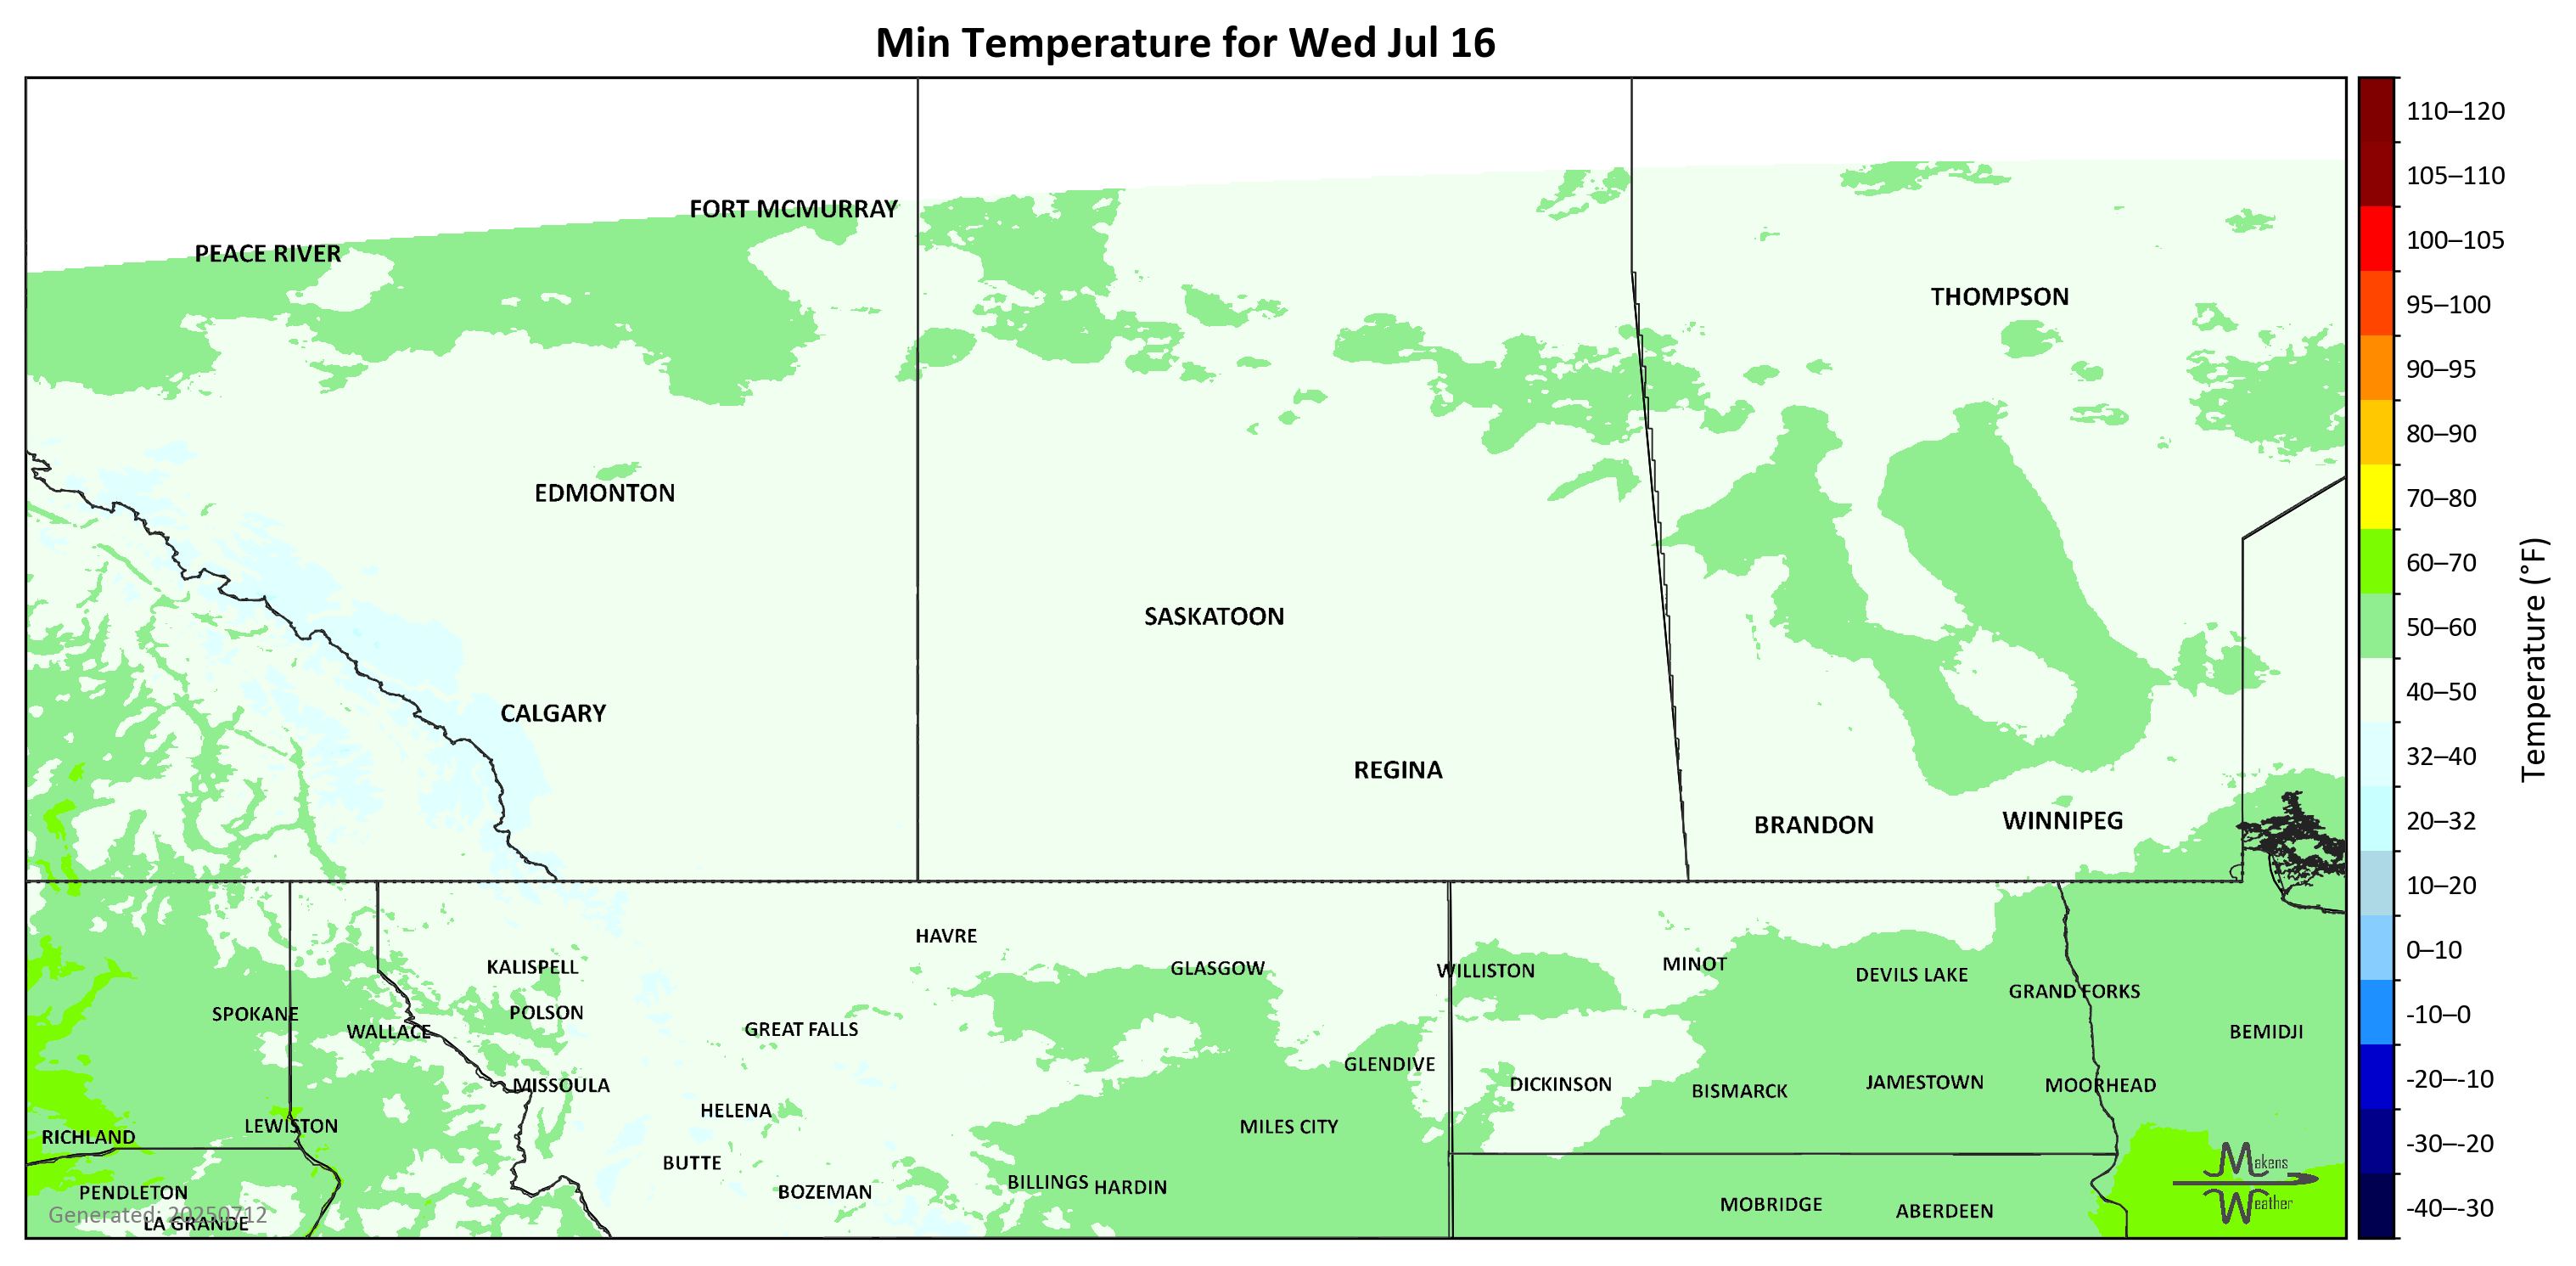 Min Temperature for Wed Jul 16
110–120
105–110
100–105
95–100
90–95
80–90
70–80
60–70
50–60
40–50
32–40
20–32
10–20
0–10
-10–0
-20–-10
-30–-20
-40–-30
Temperature (°F)
FORT MCMURRAY
PEACE RIVER
THOMPSON
EDMONTON
SASKATOON
CALGARY
REGINA
BRANDON
WINNIPEG
HAVRE
KALISPELL
GLASGOW
WILLISTON
MINOT
DEVILS LAKE
GRAND FORKS
SPOKANE
POLSON
WALLACE
GREAT FALLS
BEMIDJI
GLENDIVE
MISSOULA
DICKINSON
BISMARCK
JAMESTOWN
MOORHEAD
HELENA
LEWISTON
MILES CITY
RICHLAND
BUTTE
BOZEMAN
BILLINGS
HARDIN
PENDLETON
MOBRIDGE
ABERDEEN
LA GRANDE
Generated: 20250712
Makens
Weather